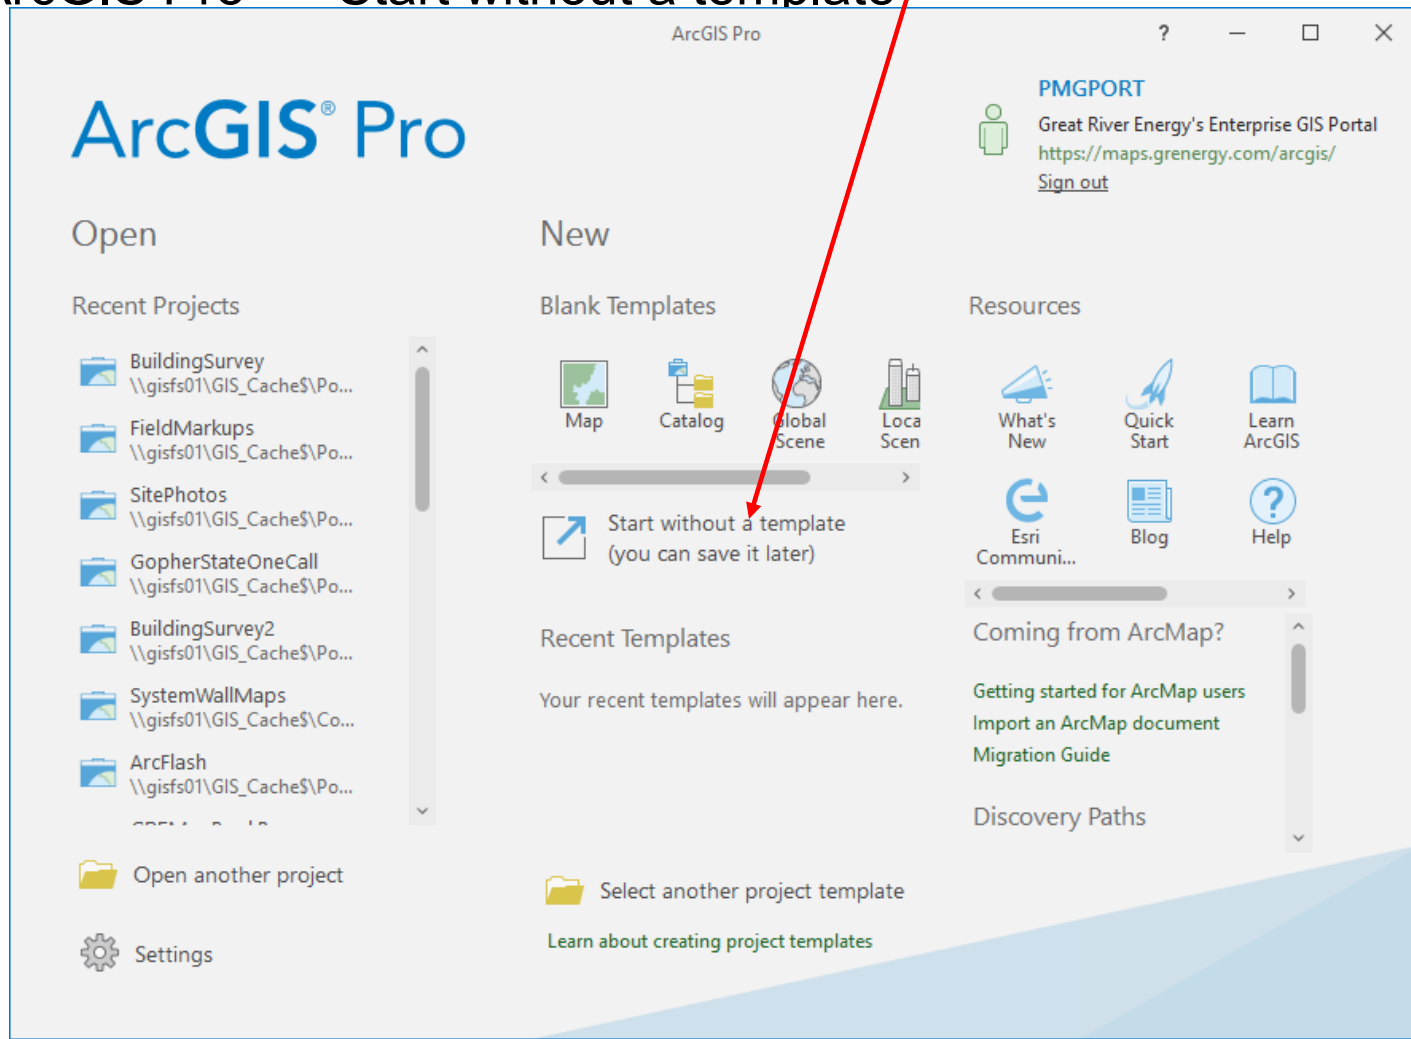 ArcGIS Pro
Start without a template
ArcGIS Pro
?
ArcGIS® Pro
PMGPORT
Great River Energy's Enterprise GIS Portal
https://maps.grenergy.com/arcgis/
Sign out
Open
Recent Projects
BuildingSurvey
\\gisfs01\GIS_Cache$\Po...
FieldMarkups
\\gisfs01\GIS_Cache$\Po...
SitePhotos
\\gisfs01\GIS_Cache$\Po...
GopherStateOneCall
\\gisfs01\GIS_Cache$\Po...
BuildingSurvey2
\\gisfs01\GIS_Cache$\Po...
SystemWallMaps
\\gisfs01\GIS_Cache$\Co...
ArcFlash
\\gisfs01\GIS_Cache$\Po...
Open another project
Settings
New
Blank Templates
Map
Catalog
Global
Scene
Loca
Scen
Start without a template
(you can save it later)
Recent Templates
Your recent templates will appear here.
Select another project template
Learn about creating project templates
Resources
What's
New
Quick
Start
Learn
ArcGIS
Esri
Communi...
Blog
Help
Coming from ArcMap?
Getting started for ArcMap users
Import an ArcMap document
Migration Guide
Discovery Paths